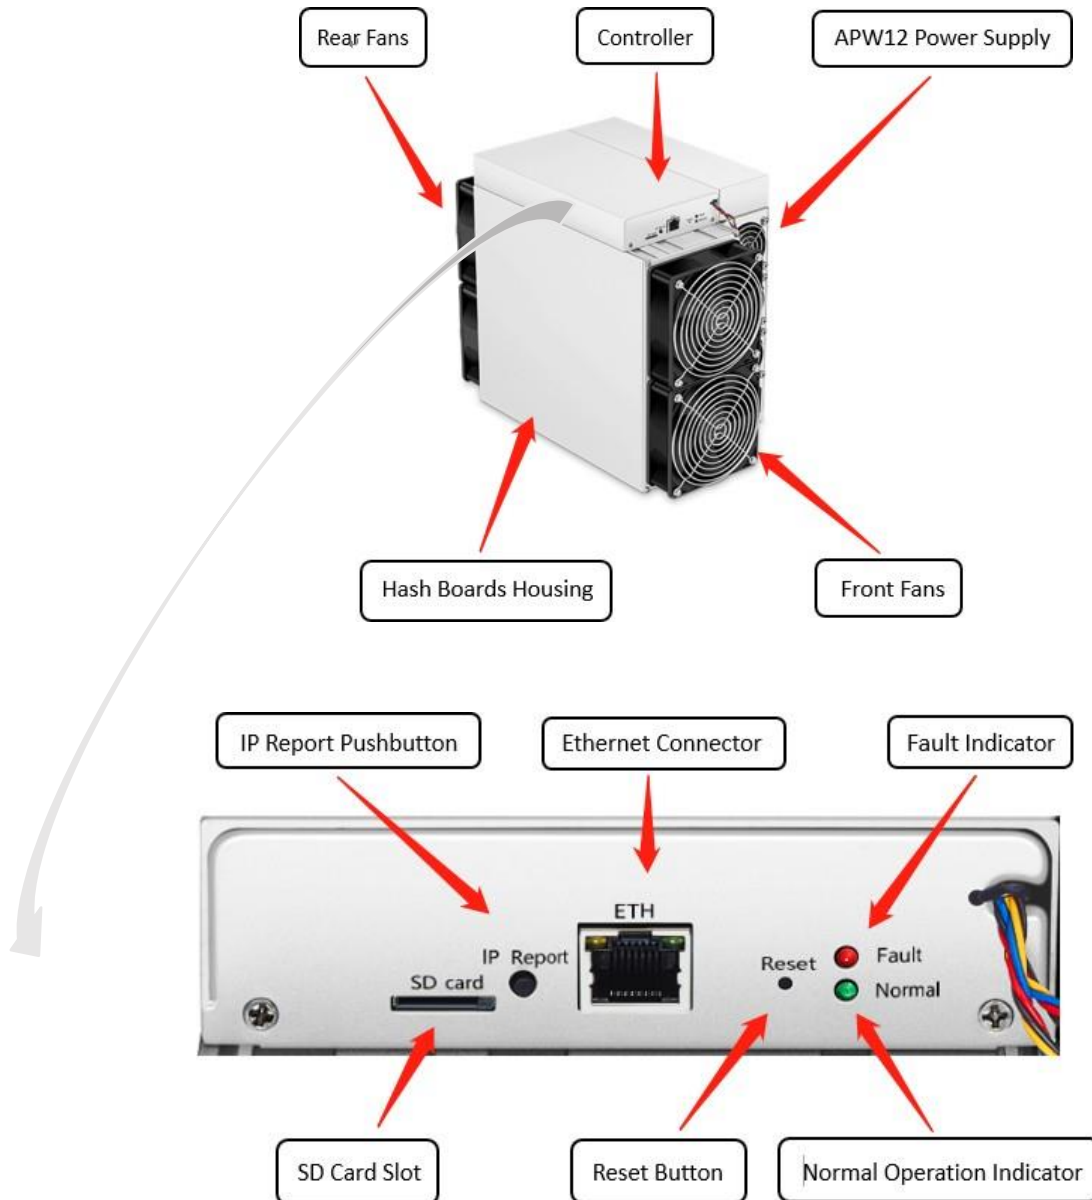 Rear Fans
Controller
APW12 Power Supply
Hash Boards Housing
Front Fans
IP Report Pushbutton
Ethernet Connector
Fault Indicator
ETH
IP Report
SD card
Reset
Fault
Normal
SD Card Slot
Reset Button
Normal Operation Indicator